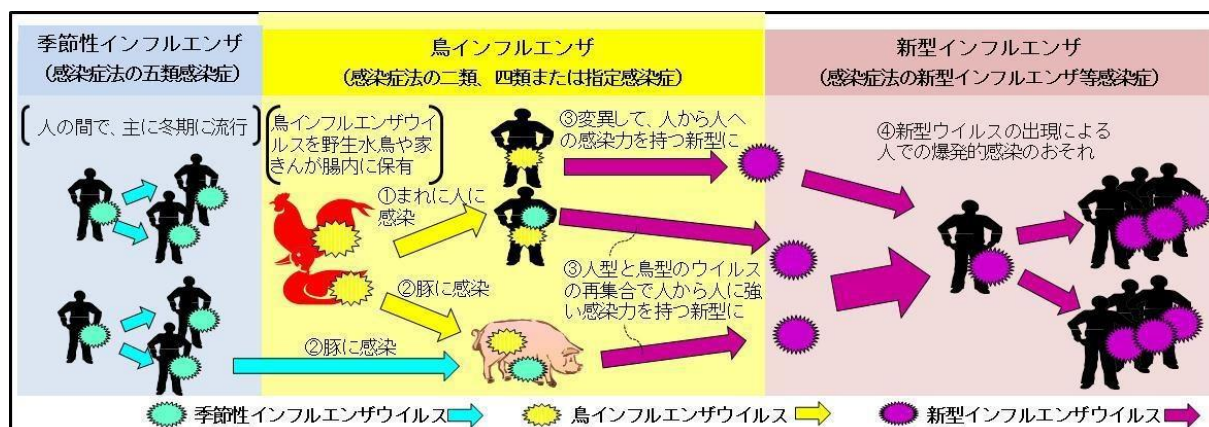 季節性インフルエンザ
(感染症法の五類感染症)
人の間で、主に冬期に流行
鳥インフルエンザ
(感染症法の二類、四類または指定感染症)
鳥インフルエンザウイ
ルスを野生水鳥や家
きんが腸内に保有
①まれに人に
感染
②豚に感染
②豚に感染
③変異して、人から人へ
の感染力を持つ新型に
③人型と鳥型のウイルス
の再集合で人から人に強
い感染力を持つ新型に
新型インフルエンザ
(感染症法の新型インフルエンザ等感染症)
④新型ウイルスの出現による
人での爆発的感染のおそれ
季節性インフルエンザウイルス
鳥インフルエンザウイルス
新型インフルエンザウイルス